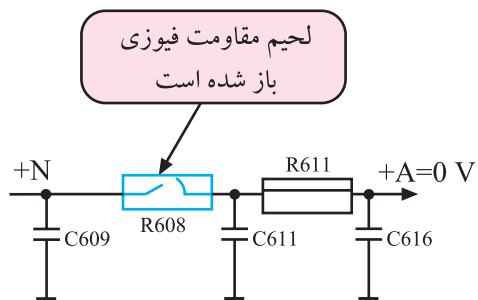 لحیم مقاومت فیوزی
باز شده است
+N
R611
+A=0 V
R608
C609
C611
C616